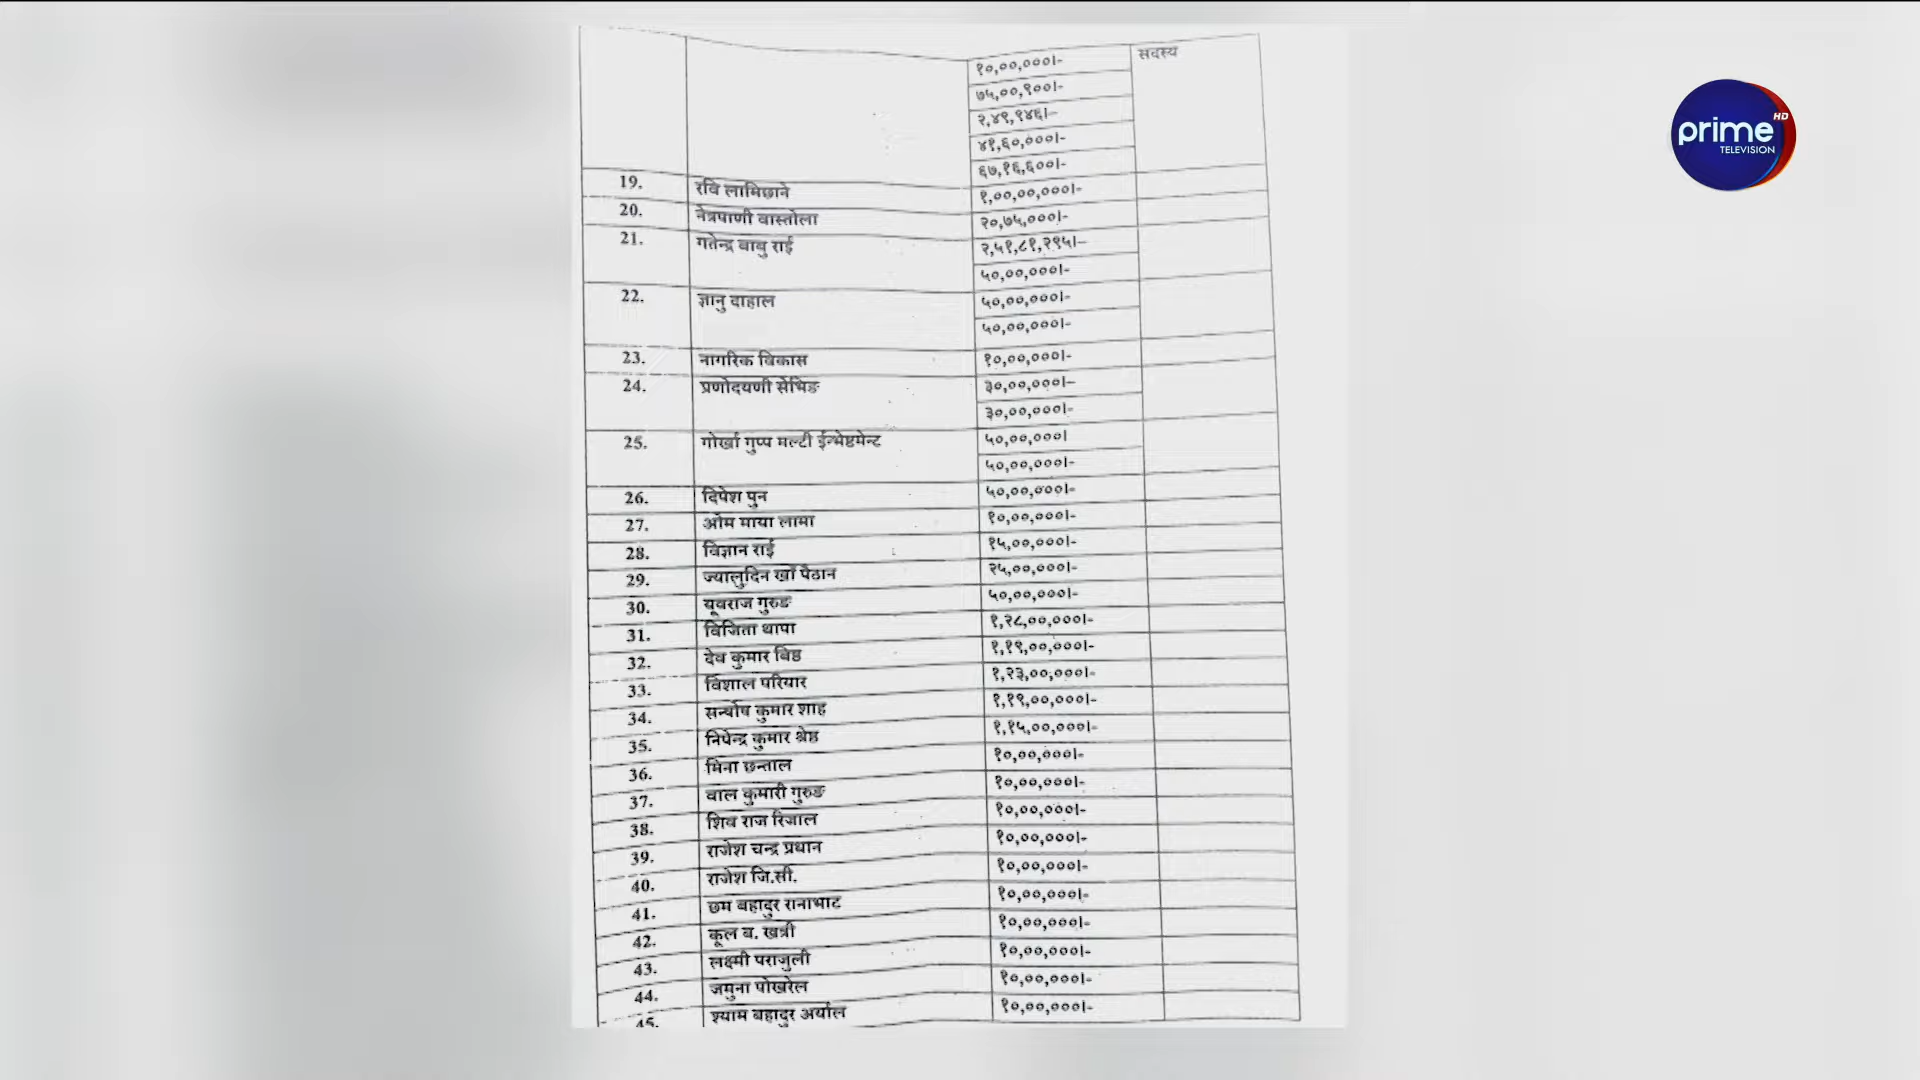 १०,००,०००।- सदस्य
७५,००,९००।-
२,४९,१४६।-
४१,६०,०००।-
६७,१६,६००।-
19. रवि लामिछाने १,००,००,०००।-
20. नेत्रपाणी वास्तोला २०,७५,०००।-
21. गतेन्द्र बाबु राई २,५१,८१,२९५।-
५०,००,०००।-
22. ज्ञानु दाहाल ५०,००,०००।-
५०,००,०००।-
23. नागरिक विकास १०,००,०००।-
24. प्रणोदयणी सेभिङ ३०,००,०००।-
३०,००,०००।-
25. गोर्खा गुप्प मल्टी ईन्भेष्टमेन्ट ५०,००,०००।
५०,००,०००।-
26. दिपेश पुन ५०,००,०००।-
27. ओम माया लामा १०,००,०००।-
28. विज्ञान राई १५,००,०००।-
29. ज्यालुदिन खाँ पैठान २५,००,०००।-
30. यूवराज गुरुङ ५०,००,०००।-
31. विजिता थापा १,२८,००,०००।-
32. देव कुमार विष्ठ १,१९,००,०००।-
33. विशाल परियार १,२३,००,०००।-
34. सन्र्तोष कुमार शाह १,१९,००,०००।-
35. निपेन्द्र कुमार श्रेष्ठ १,१५,००,०००।-
36. मिना छन्ताल १०,००,०००।-
37. वाल कुमारी गुरुङ १०,००,०००।-
38. शिव राज रिजाल १०,००,०००।-
39. राजेश चन्द्र प्रधान १०,००,०००।-
40. राजेश जि.सी. १०,००,०००।-
41. छम बहादुर रानाभाट १०,००,०००।-
42. कूल ब. खत्री १०,००,०००।-
43. लक्ष्मी पराजुली १०,००,०००।-
44. जमुना पोखरेल १०,००,०००।-
45. श्याम बहादुर अर्याल १०,००,०००।-
prime HD
TELEVISION